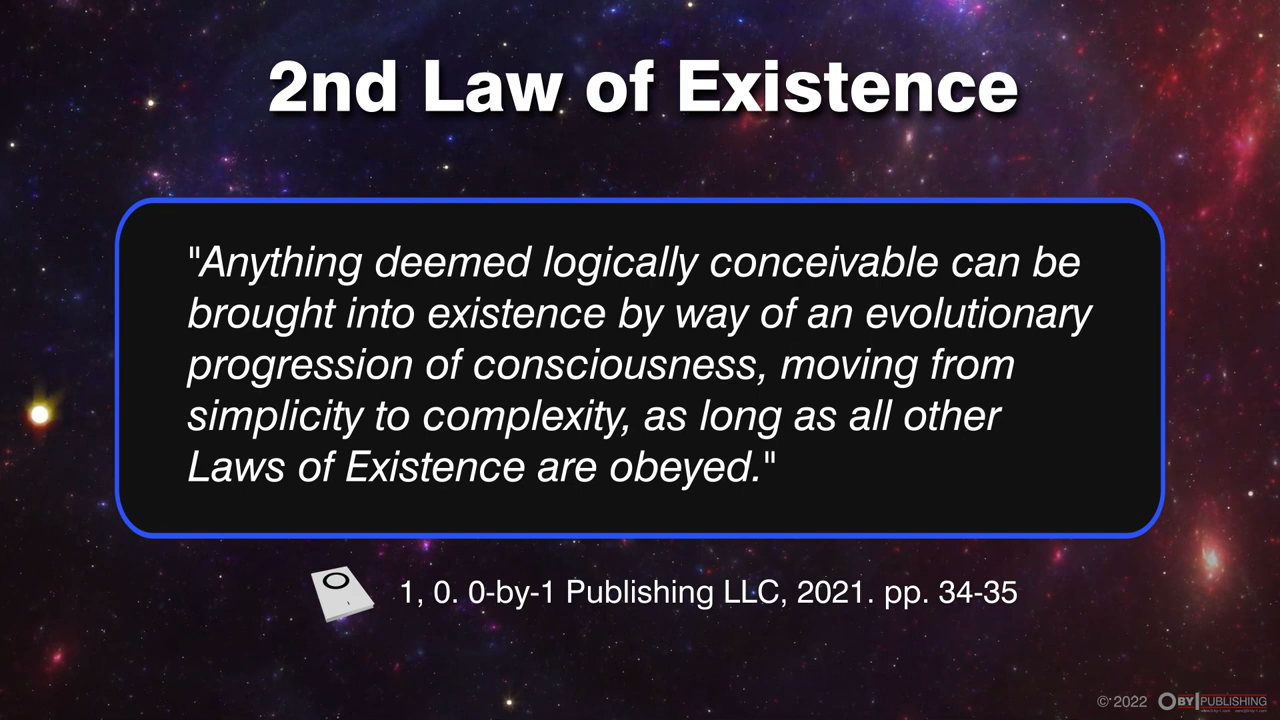 2nd Law of Existence
"Anything deemed logically conceivable can be
brought into existence by way of an evolutionary
progression of consciousness, moving from
simplicity to complexity, as long as all other
Laws of Existence are obeyed."
1, 0. 0-by-1 Publishing LLC, 2021. pp. 34-35
©2022 0BY1PUBLISHING